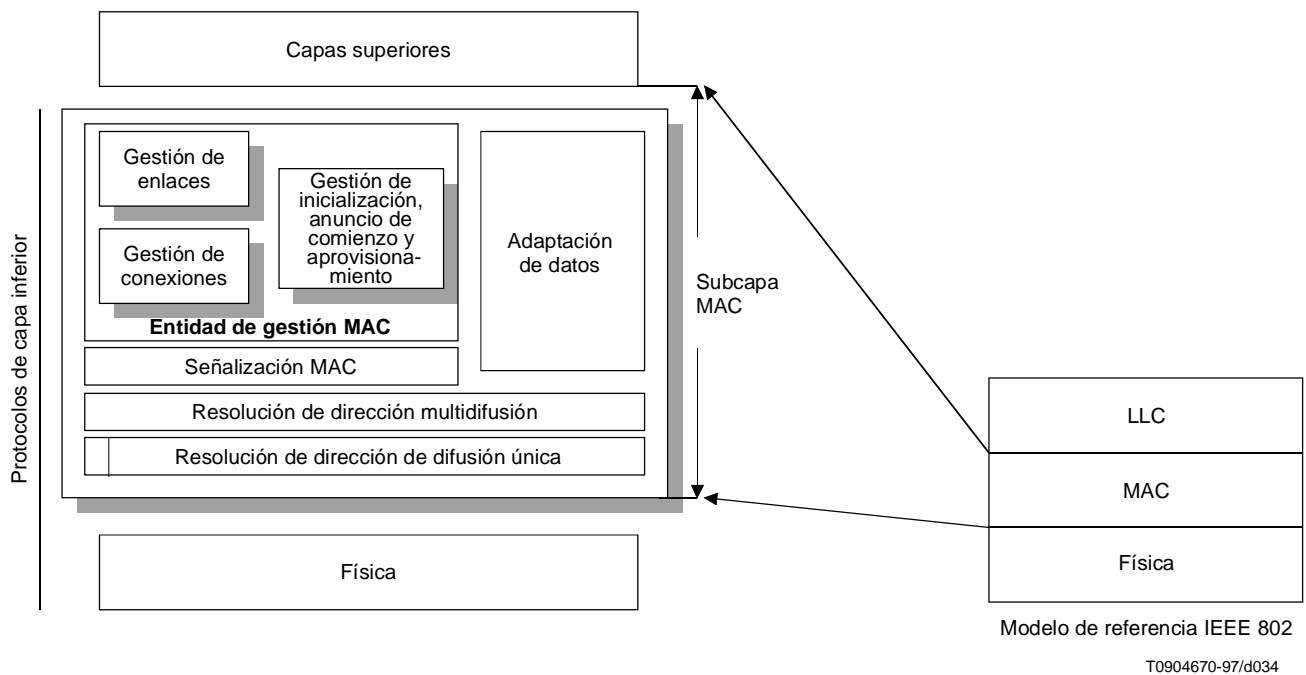 Capas superiores
Protocolos de capa inferior
Gestión de
enlaces
Gestión de
inicialización,
anuncio de
comienzo y
aprovisiona-
miento
Gestión de
conexiones
Entidad de gestión MAC
Adaptación
de datos
Señalización MAC
Resolución de dirección multidifusión
Resolución de dirección de difusión única
Subcapa
MAC
Física
LLC
MAC
Física
Modelo de referencia IEEE 802
T0904670-97/d034